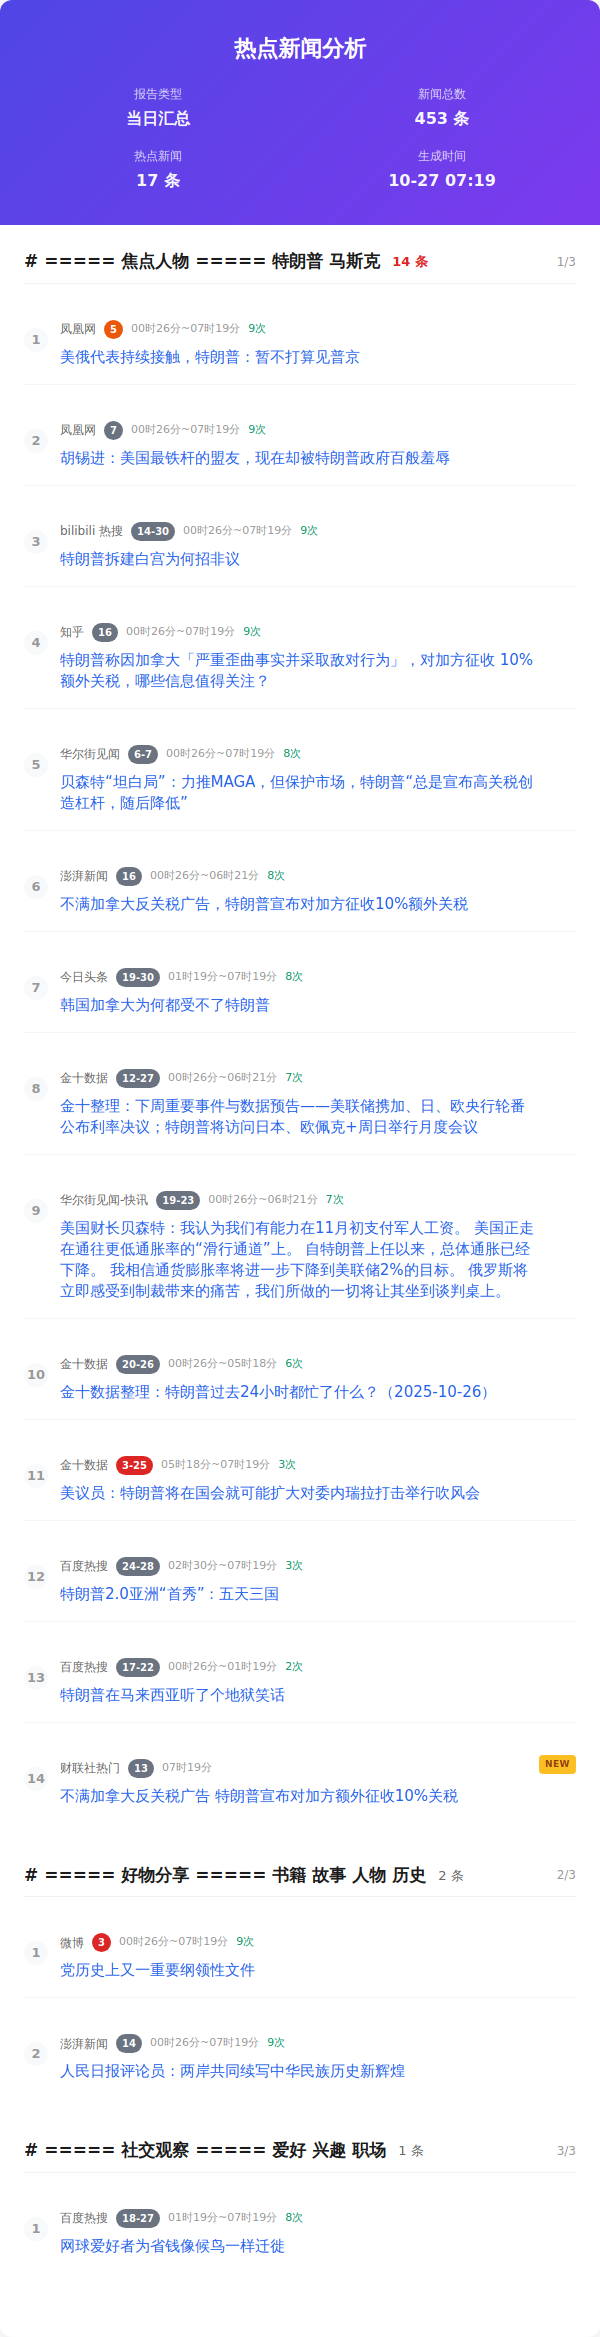 热点新闻分析
报告类型
当日汇总
新闻总数
453 条
热点新闻
17 条
生成时间
10-27 07:19
# ===== 焦点人物 ===== 特朗普 马斯克 14 条 1/3
1
凤凰网 5 00时26分~07时19分 9次
美俄代表持续接触，特朗普：暂不打算见普京
2
凤凰网 7 00时26分~07时19分 9次
胡锡进：美国最铁杆的盟友，现在却被特朗普政府百般羞辱
3
bilibili 热搜 14-30 00时26分~07时19分 9次
特朗普拆建白宫为何招非议
4
知乎 16 00时26分~07时19分 9次
特朗普称因加拿大「严重歪曲事实并采取敌对行为」，对加方征收 10%
额外关税，哪些信息值得关注？
5
华尔街见闻 6-7 00时26分~07时19分 8次
贝森特“坦白局”：力推MAGA，但保护市场，特朗普“总是宣布高关税创
造杠杆，随后降低”
6
澎湃新闻 16 00时26分~06时21分 8次
不满加拿大反关税广告，特朗普宣布对加方征收10%额外关税
7
今日头条 19-30 01时19分~07时19分 8次
韩国加拿大为何都受不了特朗普
8
金十数据 12-27 00时26分~06时21分 7次
金十整理：下周重要事件与数据预告——美联储携加、日、欧央行轮番
公布利率决议；特朗普将访问日本、欧佩克+周日举行月度会议
9
华尔街见闻-快讯 19-23 00时26分~06时21分 7次
美国财长贝森特：我认为我们有能力在11月初支付军人工资。 美国正走
在通往更低通胀率的“滑行通道”上。 自特朗普上任以来，总体通胀已经
下降。 我相信通货膨胀率将进一步下降到美联储2%的目标。 俄罗斯将
立即感受到制裁带来的痛苦，我们所做的一切将让其坐到谈判桌上。
10
金十数据 20-26 00时26分~05时18分 6次
金十数据整理：特朗普过去24小时都忙了什么？（2025-10-26）
11
金十数据 3-25 05时18分~07时19分 3次
美议员：特朗普将在国会就可能扩大对委内瑞拉打击举行吹风会
12
百度热搜 24-28 02时30分~07时19分 3次
特朗普2.0亚洲“首秀”：五天三国
13
百度热搜 17-22 00时26分~01时19分 2次
特朗普在马来西亚听了个地狱笑话
14
财联社热门 13 07时19分 NEW
不满加拿大反关税广告 特朗普宣布对加方额外征收10%关税
# ===== 好物分享 ===== 书籍 故事 人物 历史 2 条 2/3
1
微博 3 00时26分~07时19分 9次
党历史上又一重要纲领性文件
2
澎湃新闻 14 00时26分~07时19分 9次
人民日报评论员：两岸共同续写中华民族历史新辉煌
# ===== 社交观察 ===== 爱好 兴趣 职场 1 条 3/3
1
百度热搜 18-27 01时19分~07时19分 8次
网球爱好者为省钱像候鸟一样迁徙